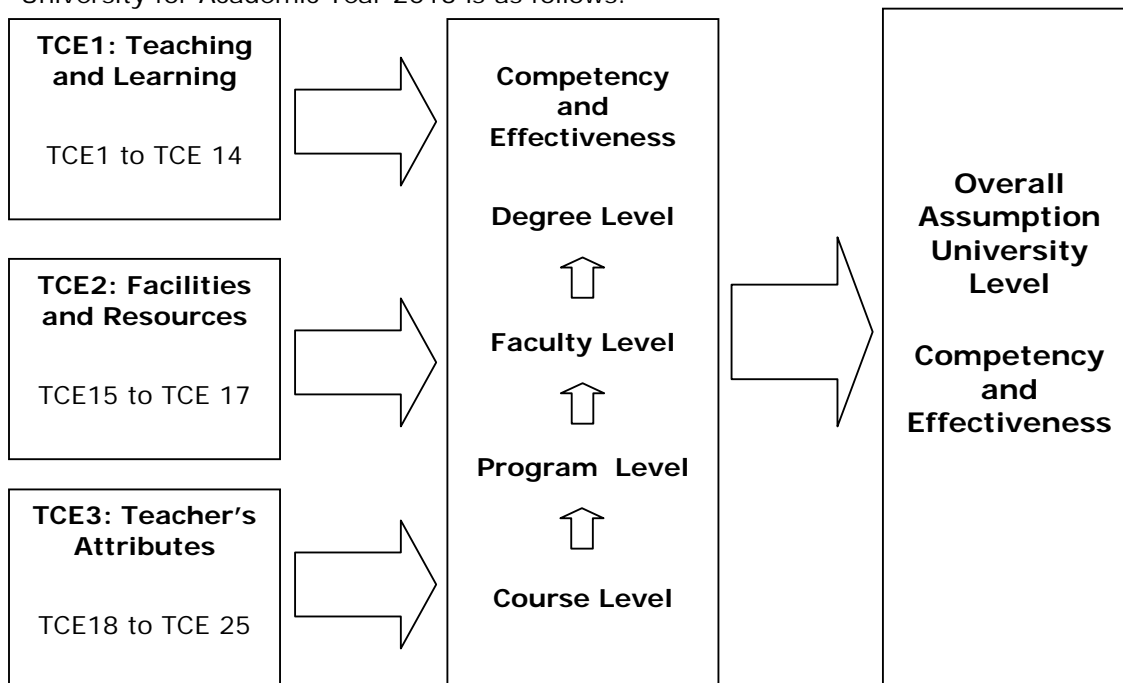 TCE1: Teaching
and Learning
TCE1 to TCE 14
TCE2: Facilities
and Resources
TCE15 to TCE 17
TCE3: Teacher's
Attributes
TCE18 to TCE 25
Competency
and
Effectiveness
Degree Level
Faculty Level
Program Level
Course Level
Overall
Assumption
University
Level
Competency
and
Effectiveness